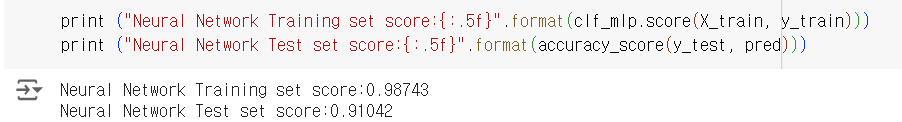 print ("Neural Network Training set score:{:.5f}".format(clf_mlp.score(X_train, y_train)))
print ("Neural Network Test set score:{:.5f}".format(accuracy_score(y_test, pred)))
Neural Network Training set score:0.98743
Neural Network Test set score:0.91042